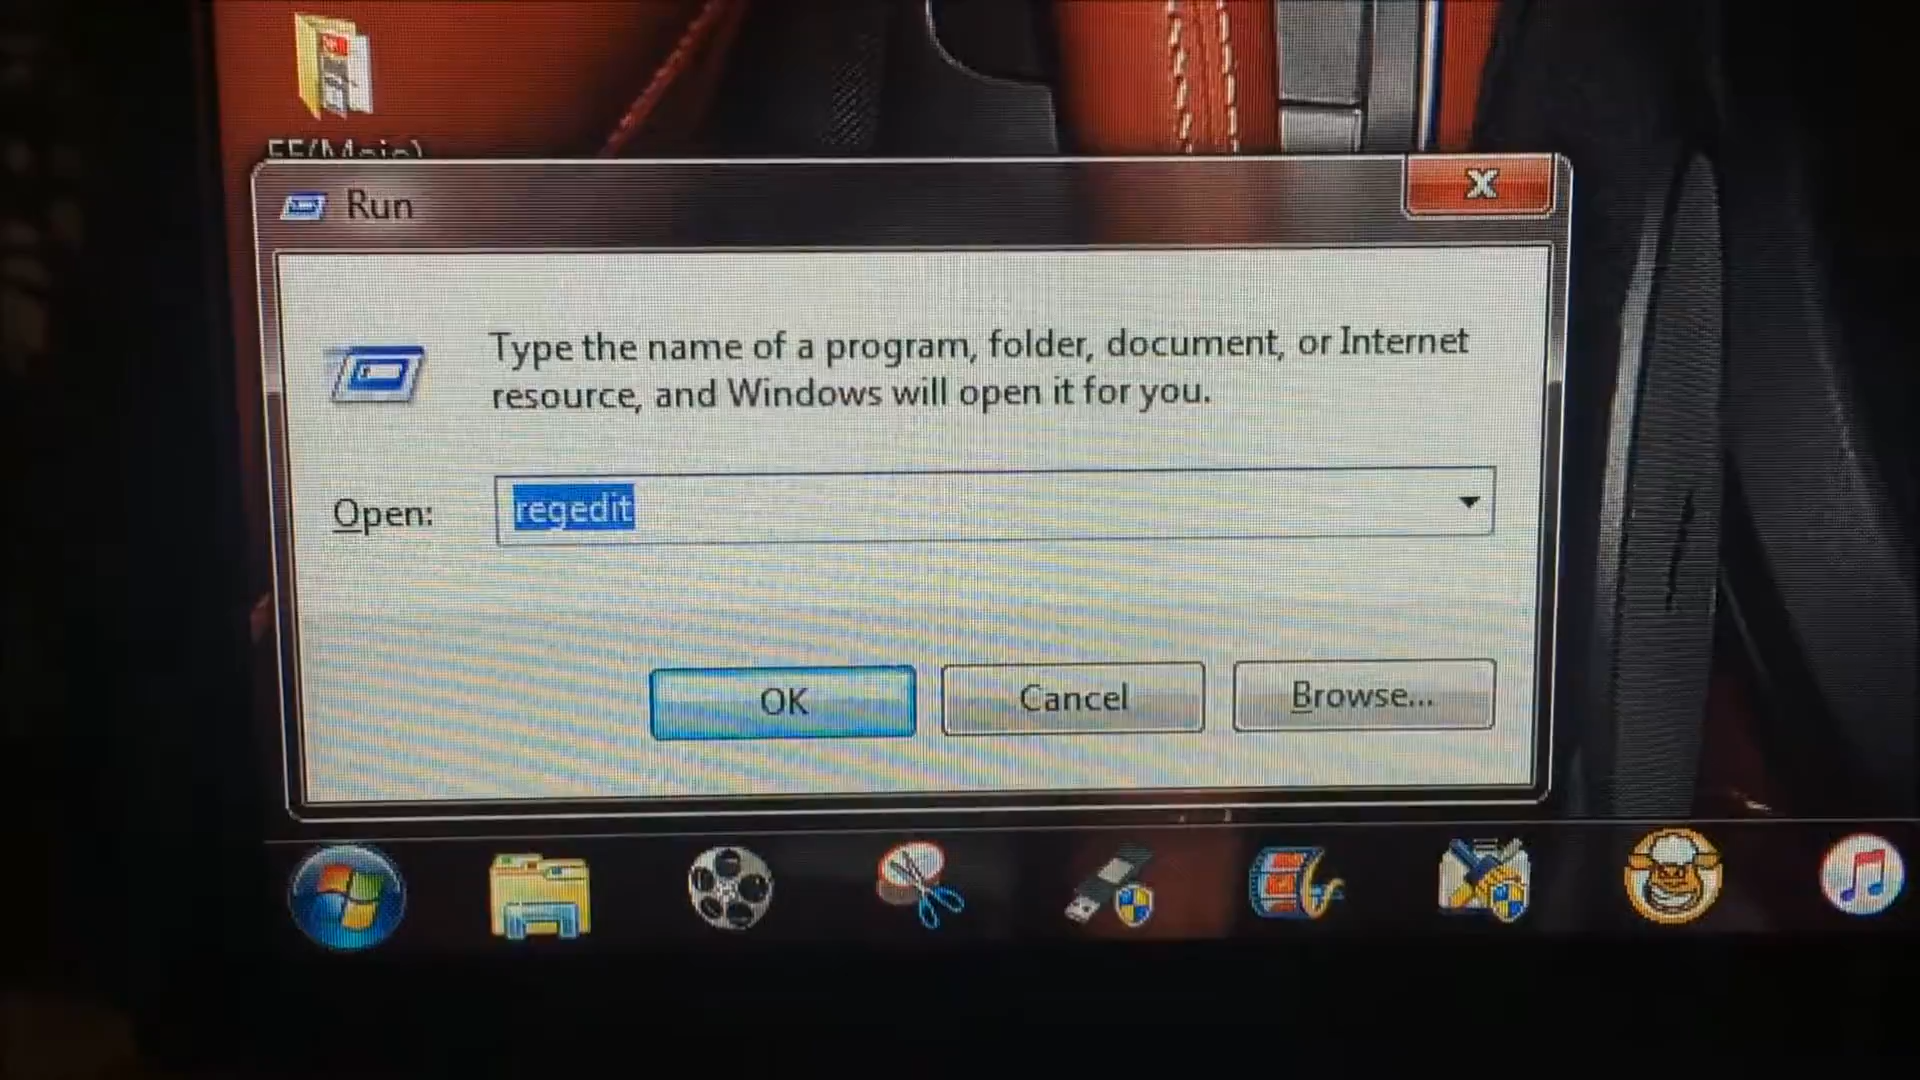 Run
Type the name of a program, folder, document, or Internet
resource, and Windows will open it for you.
Open:
regedit
OK
Cancel
Browse...